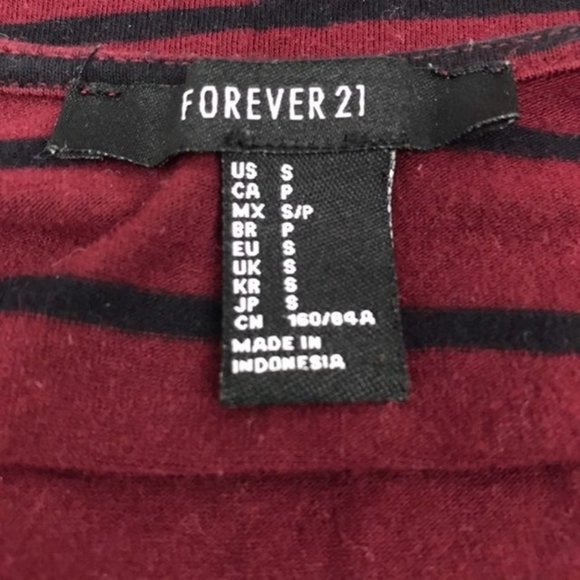 FOREVER 21
US S
CA P
MX S/P
BR P
EU S
UK S
KR S
JP S
CN 160/84A
MADE IN
INDONESIA